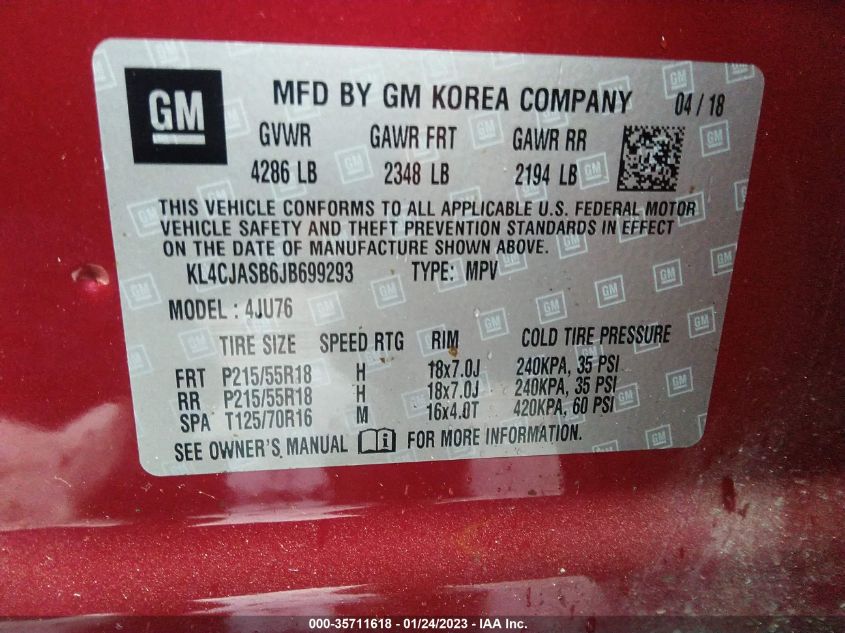 GM
MFD BY GM KOREA COMPANY 04 / 18
GVWR GAWR FRT GAWR RR
4286 LB 2348 LB 2194 LB
THIS VEHICLE CONFORMS TO ALL APPLICABLE U.S. FEDERAL MOTOR
VEHICLE SAFETY AND THEFT PREVENTION STANDARDS IN EFFECT
ON THE DATE OF MANUFACTURE SHOWN ABOVE.
KL4CJASB6JB699293 TYPE: MPV
MODEL : 4JU76
TIRE SIZE SPEED RTG RIM COLD TIRE PRESSURE
FRT P215/55R18 H 18x7.0J 240KPA, 35 PSI
RR P215/55R18 H 18x7.0J 240KPA, 35 PSI
SPA T125/70R16 M 16x4.0T 420KPA, 60 PSI
SEE OWNER'S MANUAL FOR MORE INFORMATION.
000-35711618 - 01/24/2023 - IAA Inc.